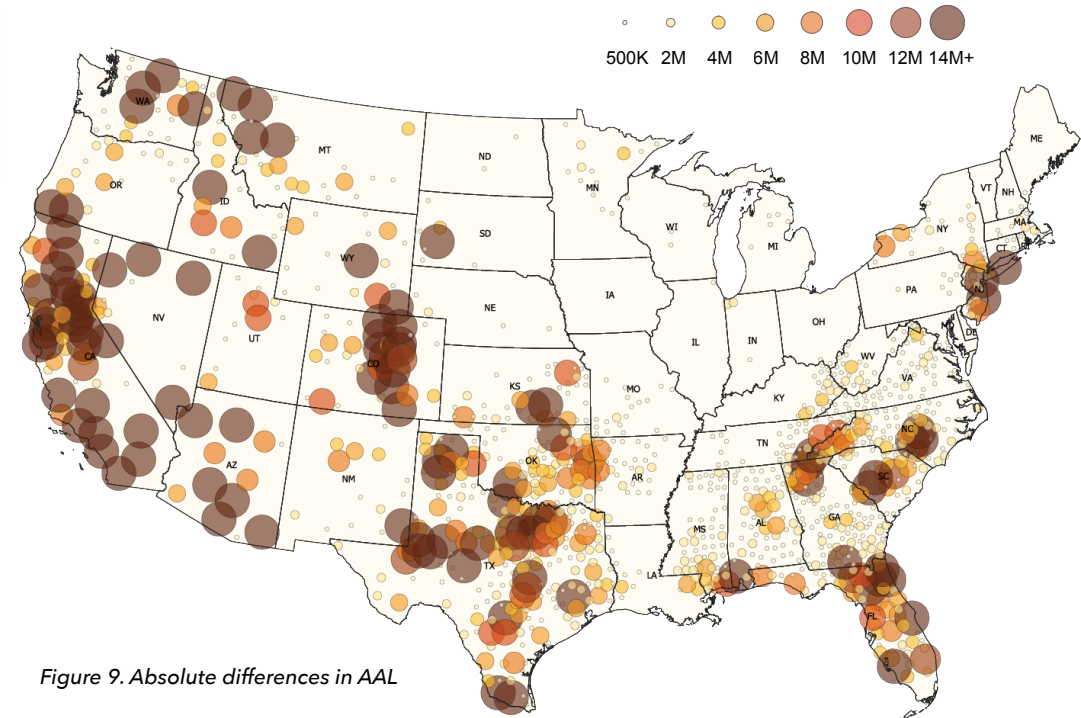 500K 2M 4M 6M 8M 10M 12M 14M+
WA
MT
ND
MN
ME
VT
NH
OR
ID
WY
SD
WI
MI
NY
MA
CT
RI
NE
IA
PA
NJ
NV
UT
CO
IL
IN
OH
DE
CA
KS
MO
KY
WV
VA
AZ
NM
OK
AR
TN
NC
SC
MS
AL
GA
TX
LA
FL
Figure 9. Absolute differences in AAL